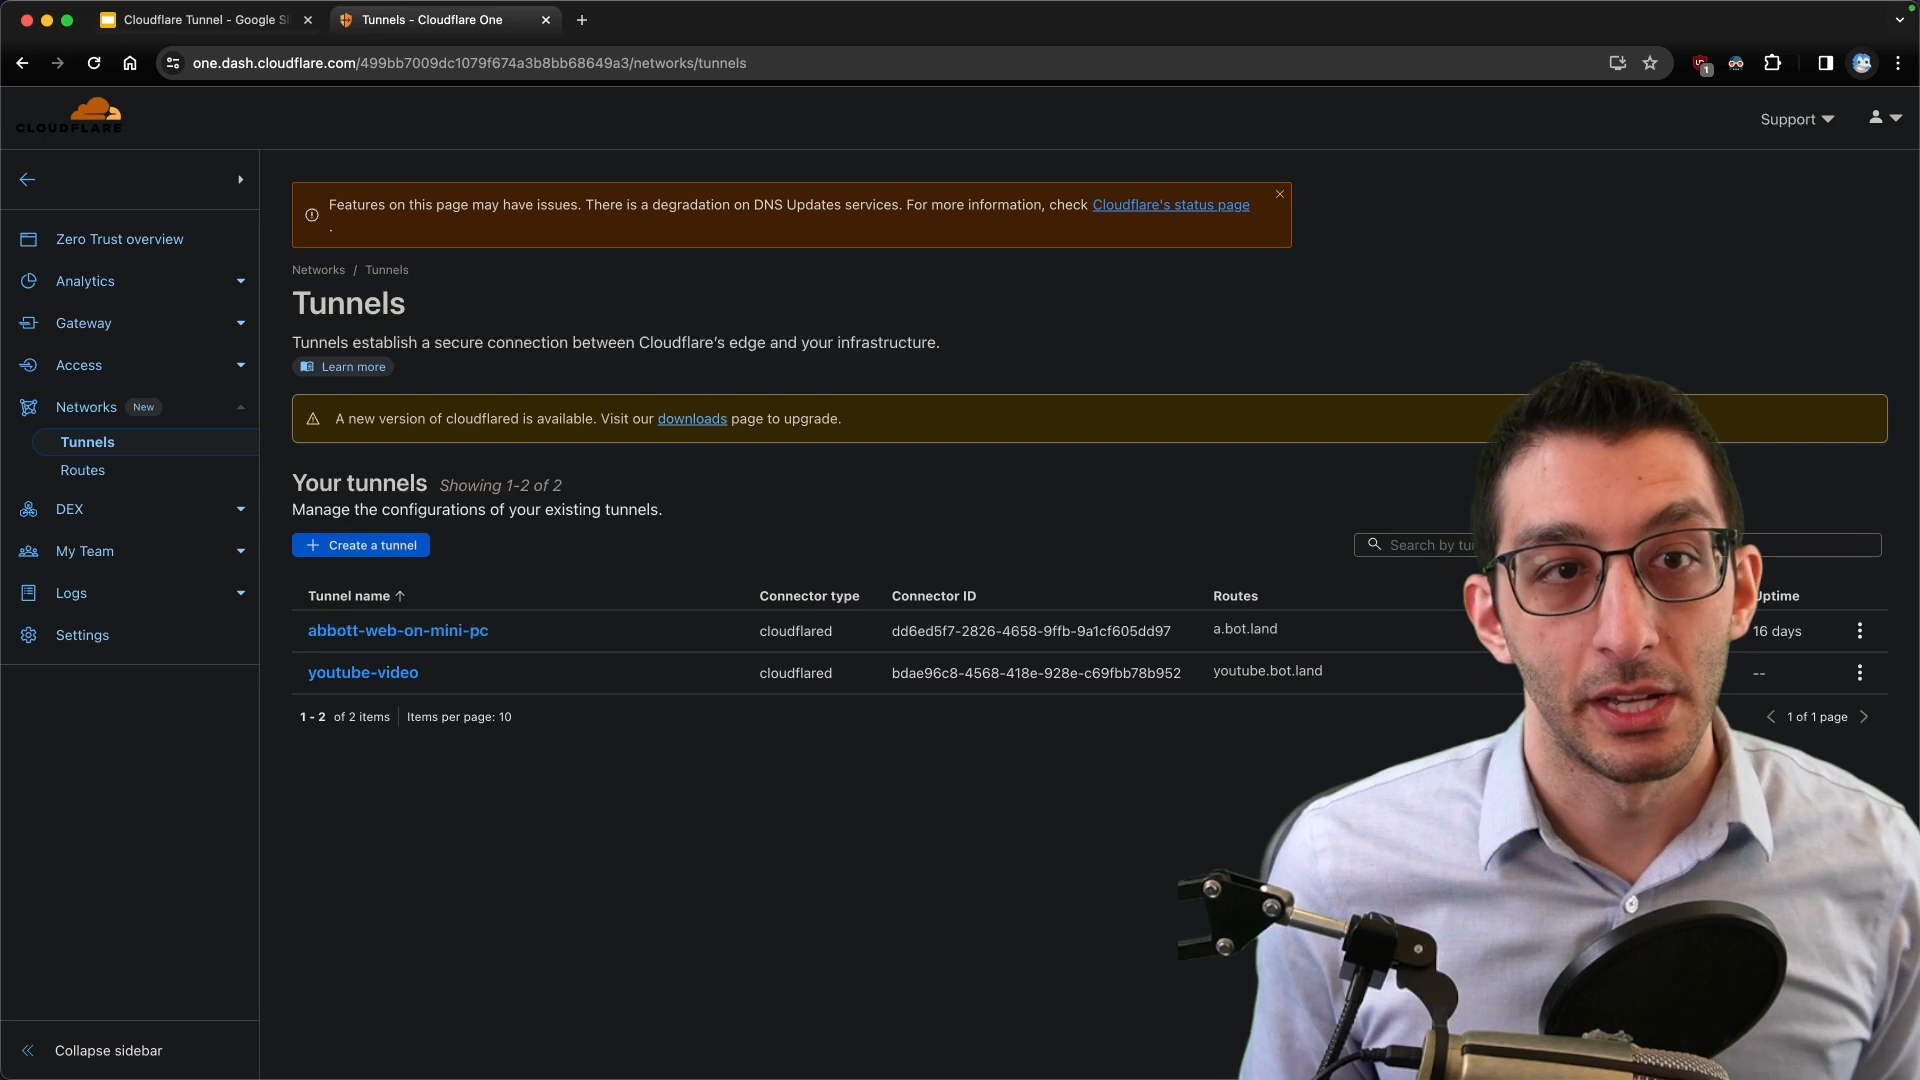 Cloudflare Tunnel - Google Sl
Tunnels - Cloudflare One
one.dash.cloudflare.com/499bb7009dc1079f674a3b8bb68649a3/networks/tunnels
1
CLOUDFLARE
Support
Features on this page may have issues. There is a degradation on DNS Updates services. For more information, check Cloudflare's status page
.
Zero Trust overview
Analytics
Gateway
Access
Networks New
Tunnels
Routes
DEX
My Team
Logs
Settings
Collapse sidebar
Networks / Tunnels
Tunnels
Tunnels establish a secure connection between Cloudflare's edge and your infrastructure.
Learn more
A new version of cloudflared is available. Visit our downloads page to upgrade.
Your tunnels Showing 1-2 of 2
Manage the configurations of your existing tunnels.
+ Create a tunnel
Search by tu
Tunnel name ↑ Connector type Connector ID Routes Uptime
abbott-web-on-mini-pc cloudflared dd6ed5f7-2826-4658-9ffb-9a1cf605dd97 a.bot.land 16 days
youtube-video cloudflared bdae96c8-4568-418e-928e-c69fbb78b952 youtube.bot.land --
1 - 2 of 2 items Items per page: 10 1 of 1 page